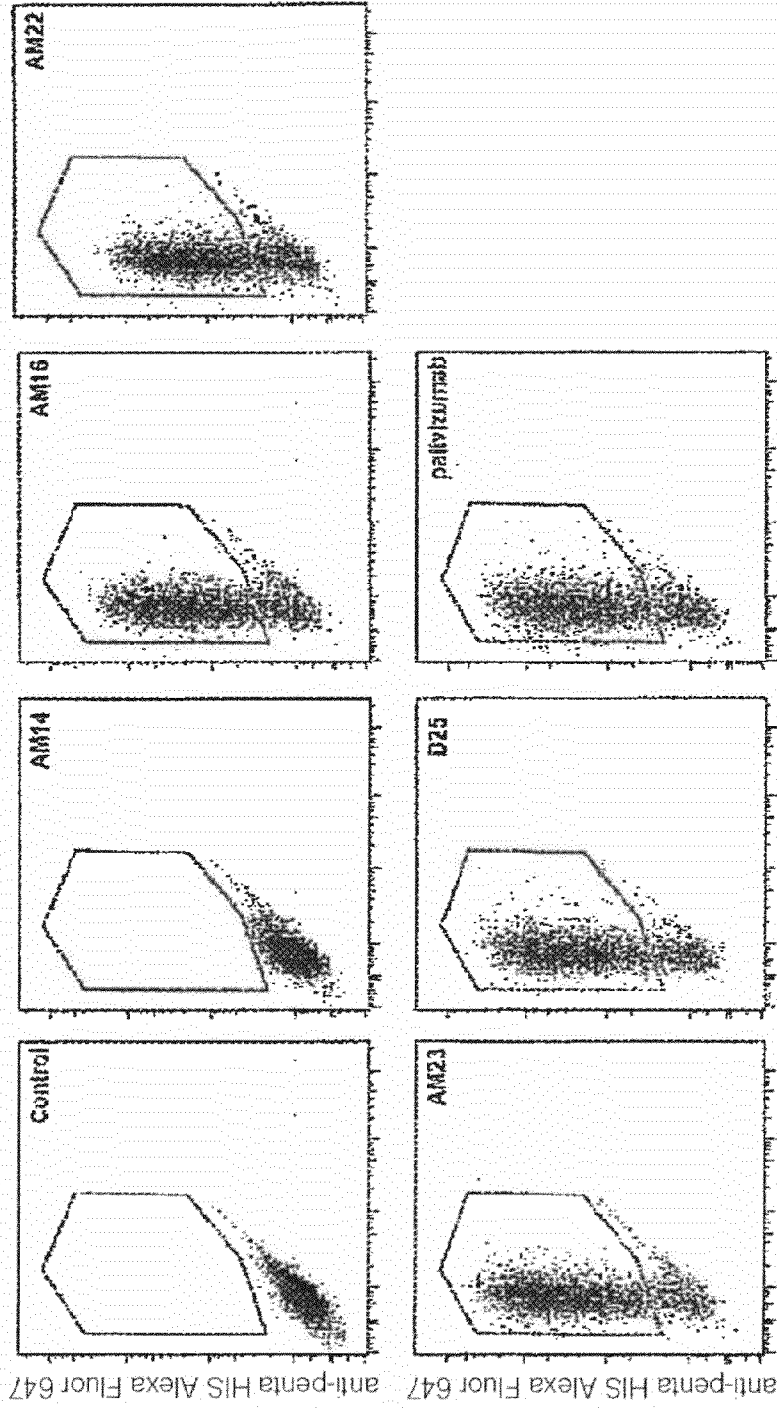 Control
AM14
AM16
AM22
anti-penta HIS Alexa Fluor 647
AM23
D25
palivizumab
anti-penta HIS Alexa Fluor 647